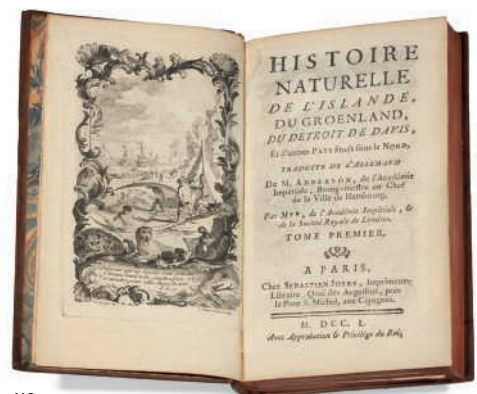 HISTOIRE
NATURELLE
DE L'ISLANDE,
DU GROENLAND,
DU DETROIT DE DAVIS,
Et d'autres PAYS situés sous le NORD,
TRADUITE DE L'ALLEMAND
De M. ANDERSON, de l'Académie
Impériale, Bourg-mestre en Chef
de la Ville de Hambourg,
Par M**, de l'Académie Impériale, &
de la Société Royale de Londres.
TOME PREMIER.
A PARIS,
Chez SEBASTIEN JORRY, Imprimeur,
Libraire, Quai des Augustins, près
le Pont S. Michel, aux Cigognes.
M. DCC. L.
Avec Approbation & Privilége du Roi,